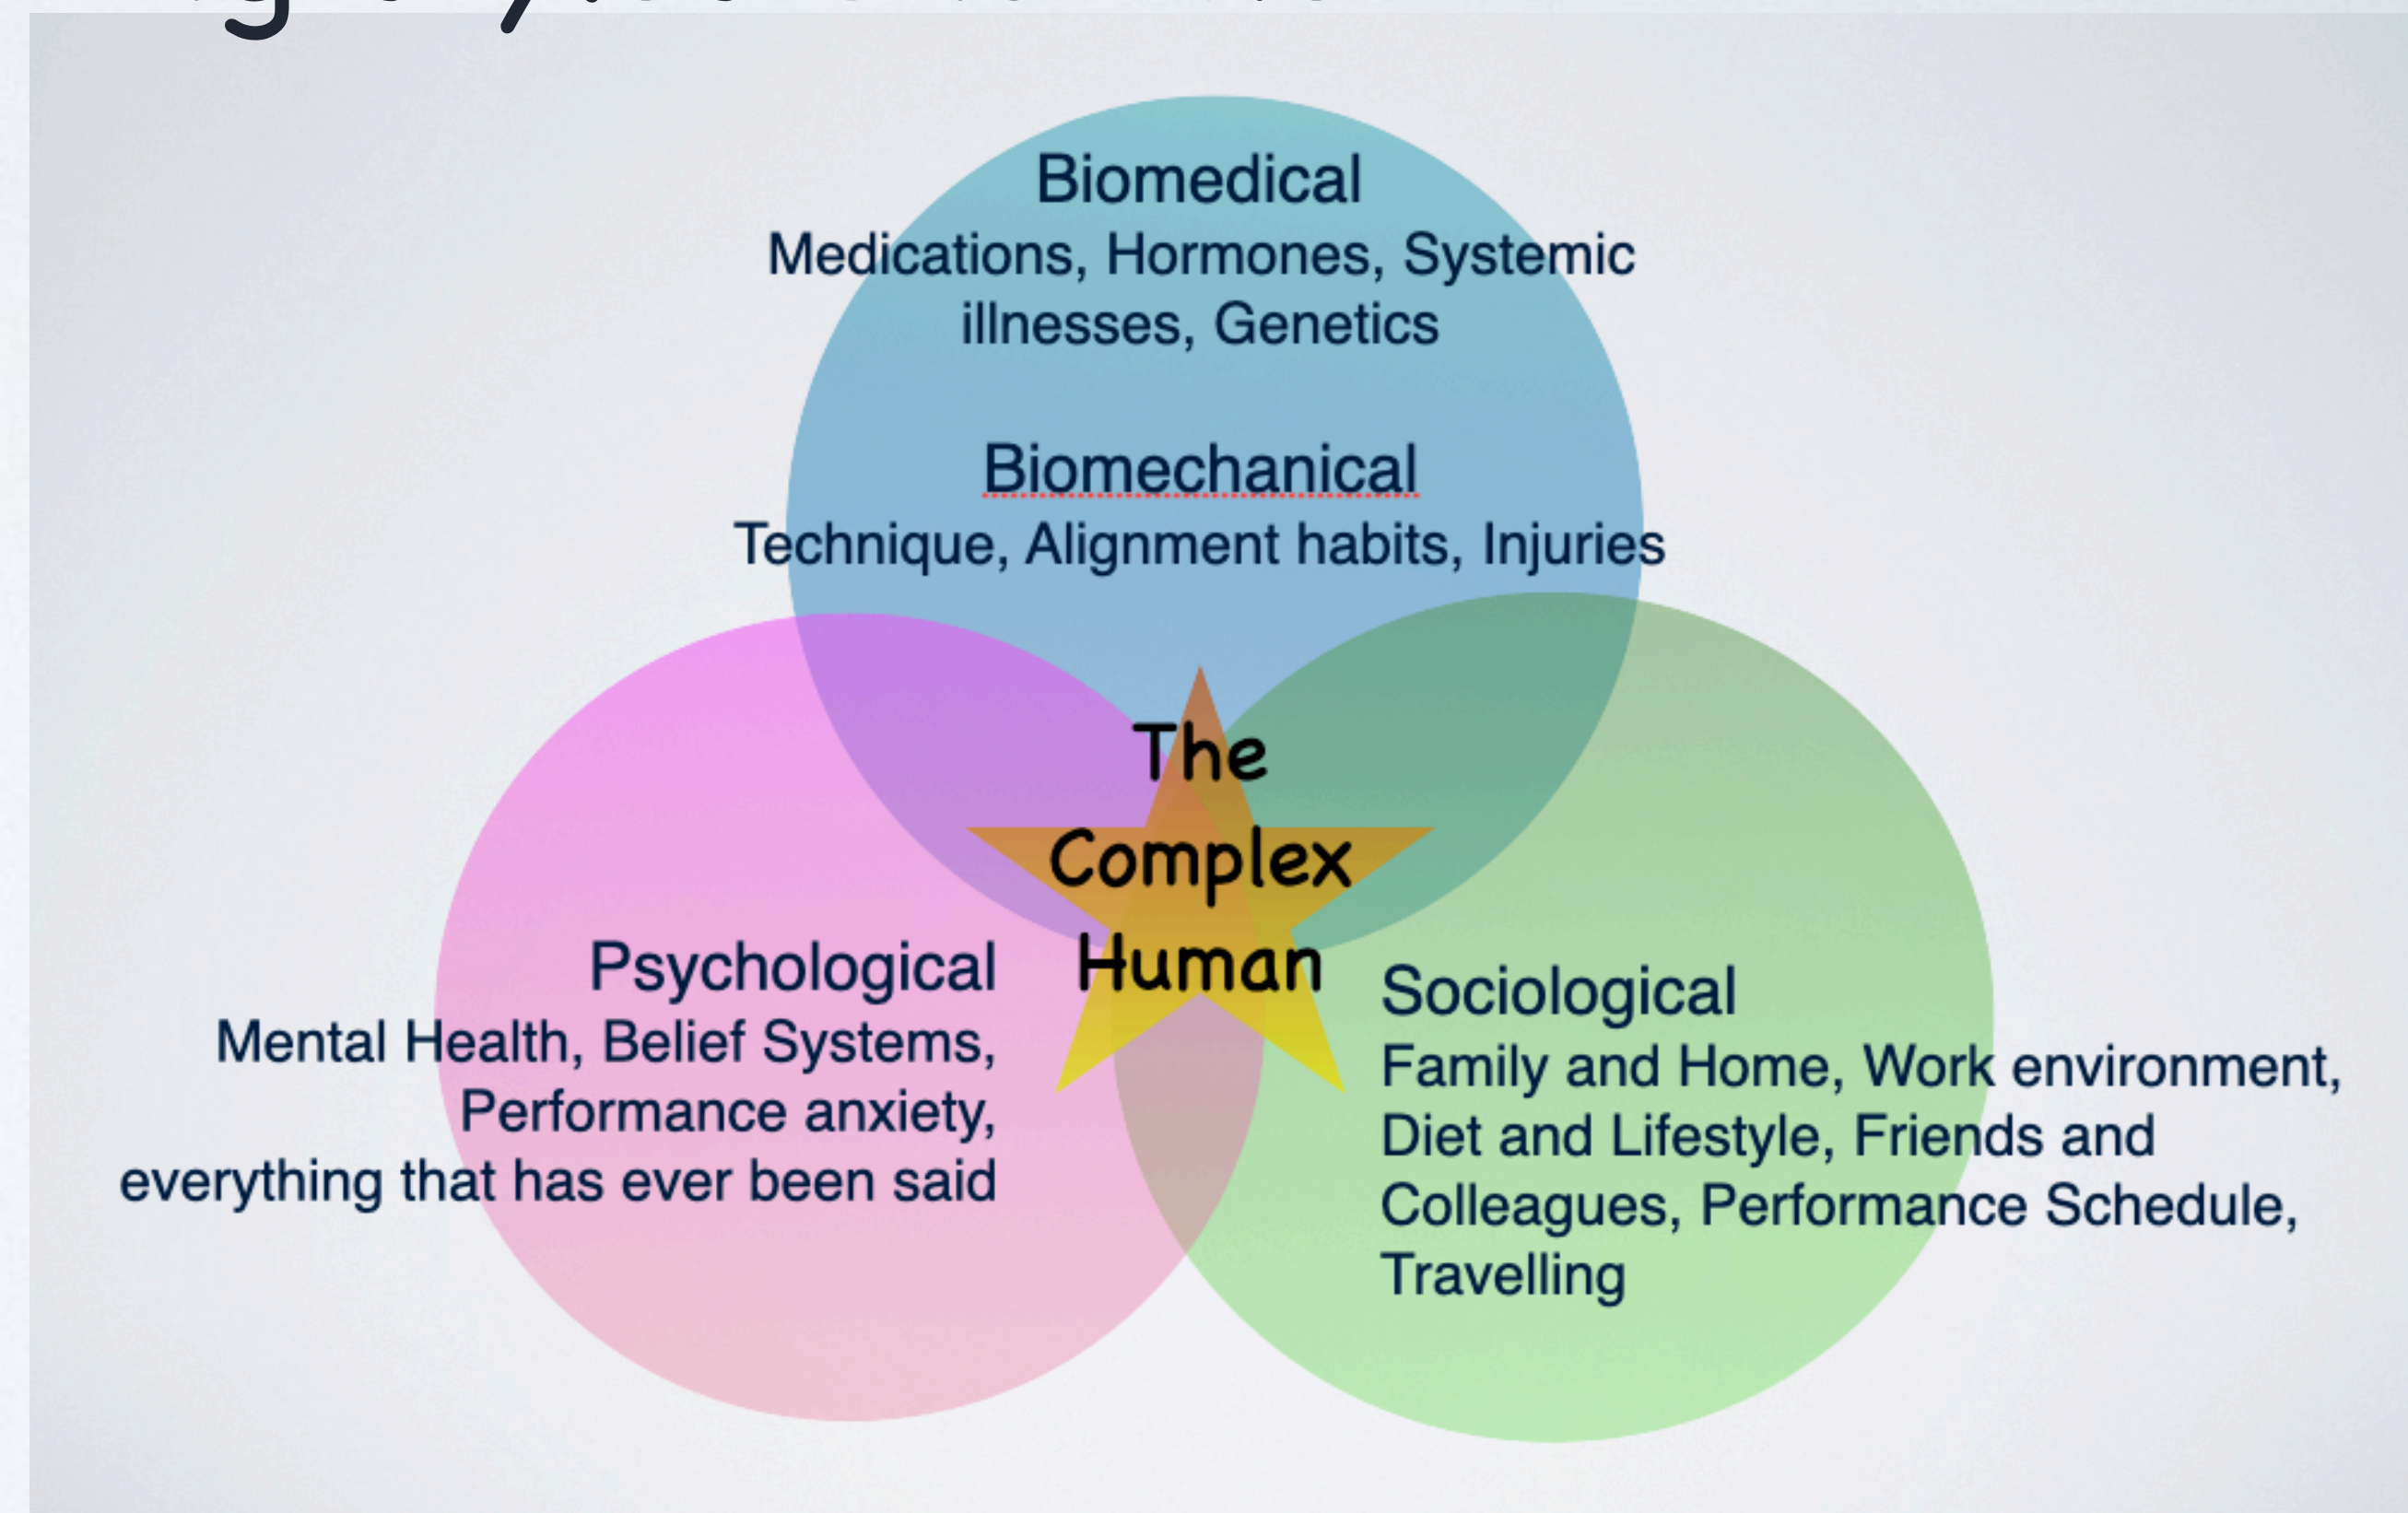 Biomedical
Medications, Hormones, Systemic
illnesses, Genetics
Biomechanical
Technique, Alignment habits, Injuries
The
Complex
Human
Psychological
Mental Health, Belief Systems,
Performance anxiety,
everything that has ever been said
Sociological
Family and Home, Work environment,
Diet and Lifestyle, Friends and
Colleagues, Performance Schedule,
Travelling